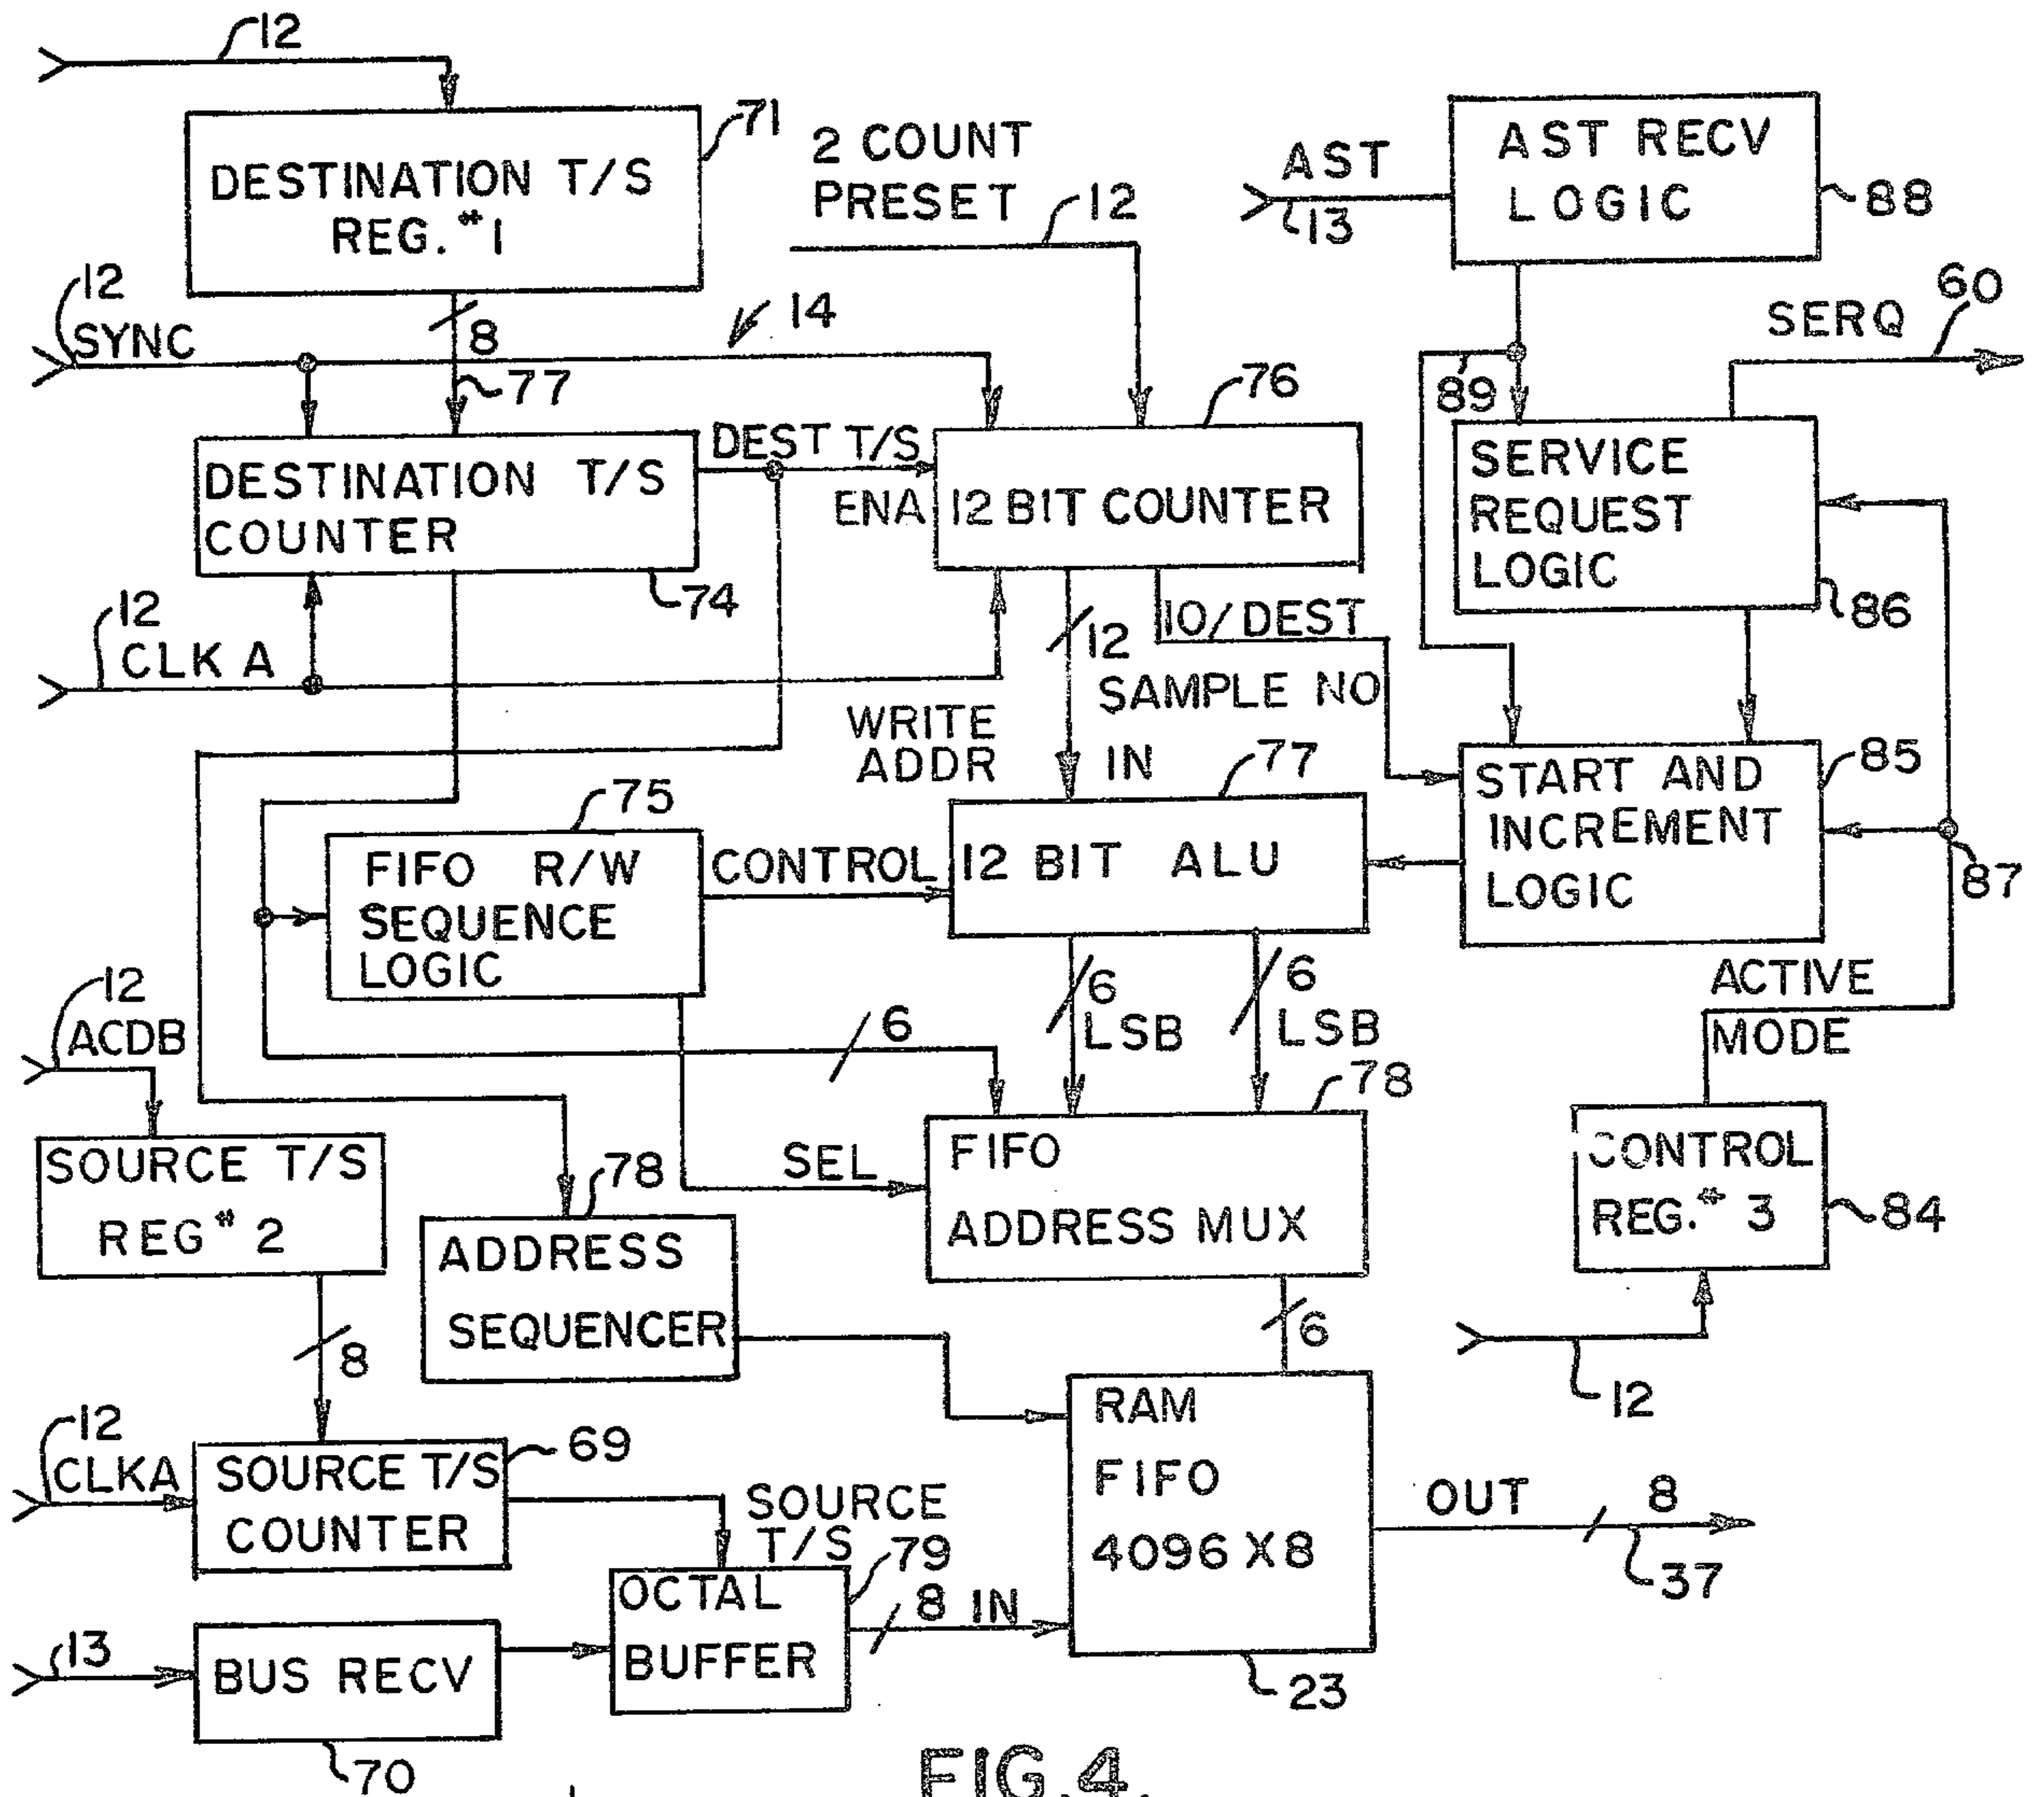 12
DESTINATION T/S
REG. #1
71
2 COUNT
PRESET
12
AST
13
AST RECV
LOGIC
88
12
SYNC
8
77
14
SERQ
60
89
DESTINATION T/S
COUNTER
74
DEST T/S
ENA
12 BIT COUNTER
76
SERVICE
REQUEST
LOGIC
86
12
CLK A
12
10/DEST
SAMPLE NO
WRITE
ADDR
IN
77
75
FIFO R/W
SEQUENCE
LOGIC
CONTROL
12 BIT ALU
START AND
INCREMENT
LOGIC
85
87
ACTIVE
MODE
12
ACDB
6
6
LSB
6
LSB
78
SOURCE T/S
REG # 2
78
ADDRESS
SEQUENCER
SEL
FIFO
ADDRESS MUX
CONTROL
REG. # 3
84
12
8
6
12
CLKA
SOURCE T/S
COUNTER
69
SOURCE
T/S
79
OCTAL
BUFFER
8 IN
RAM
FIFO
4096 X 8
23
OUT
8
37
13
BUS RECV
70
FIG.4.